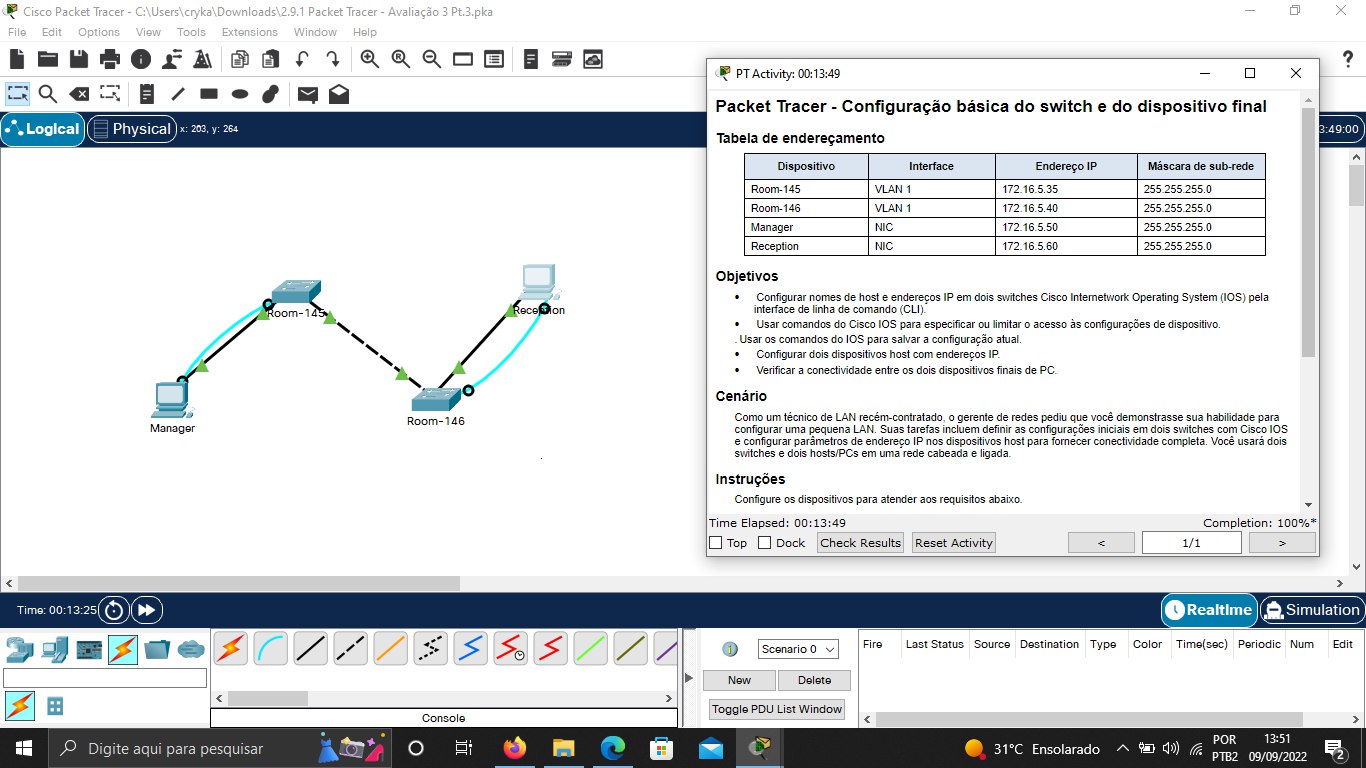 Cisco Packet Tracer - C:\Users\cryka\Downloads\2.9.1 Packet Tracer - Avaliação 3 Pt.3.pka
File Edit Options View Tools Extensions Window Help
Logical
Physical
x: 203, y: 264
3:49:00
PT Activity: 00:13:49
Packet Tracer - Configuração básica do switch e do dispositivo final
Tabela de endereçamento
Dispositivo Interface Endereço IP Máscara de sub-rede
Room-145 VLAN 1 172.16.5.35 255.255.255.0
Room-146 VLAN 1 172.16.5.40 255.255.255.0
Manager NIC 172.16.5.50 255.255.255.0
Reception NIC 172.16.5.60 255.255.255.0
Objetivos
• Configurar nomes de host e endereços IP em dois switches Cisco Internetwork Operating System (IOS) pela
interface de linha de comando (CLI).
• Usar comandos do Cisco IOS para especificar ou limitar o acesso às configurações de dispositivo.
. Usar os comandos do IOS para salvar a configuração atual.
• Configurar dois dispositivos host com endereços IP.
• Verificar a conectividade entre os dois dispositivos finais de PC.
Cenário
Como um técnico de LAN recém-contratado, o gerente de redes pediu que você demonstrasse sua habilidade para
configurar uma pequena LAN. Suas tarefas incluem definir as configurações iniciais em dois switches com Cisco IOS
e configurar parâmetros de endereço IP nos dispositivos host para fornecer conectividade completa. Você usará dois
switches e dois hosts/PCs em uma rede cabeada e ligada.
Instruções
Configure os dispositivos para atender aos requisitos abaixo.
Time Elapsed: 00:13:49 Completion: 100%*
Top Dock Check Results Reset Activity < 1/1 >
Room-145
Reception
Manager
Room-146
Time: 00:13:25
Realtime
Simulation
Scenario 0
New Delete
Toggle PDU List Window
Fire Last Status Source Destination Type Color Time(sec) Periodic Num Edit
Console
Digite aqui para pesquisar
31°C Ensolarado
POR
PTB2
13:51
09/09/2022
2